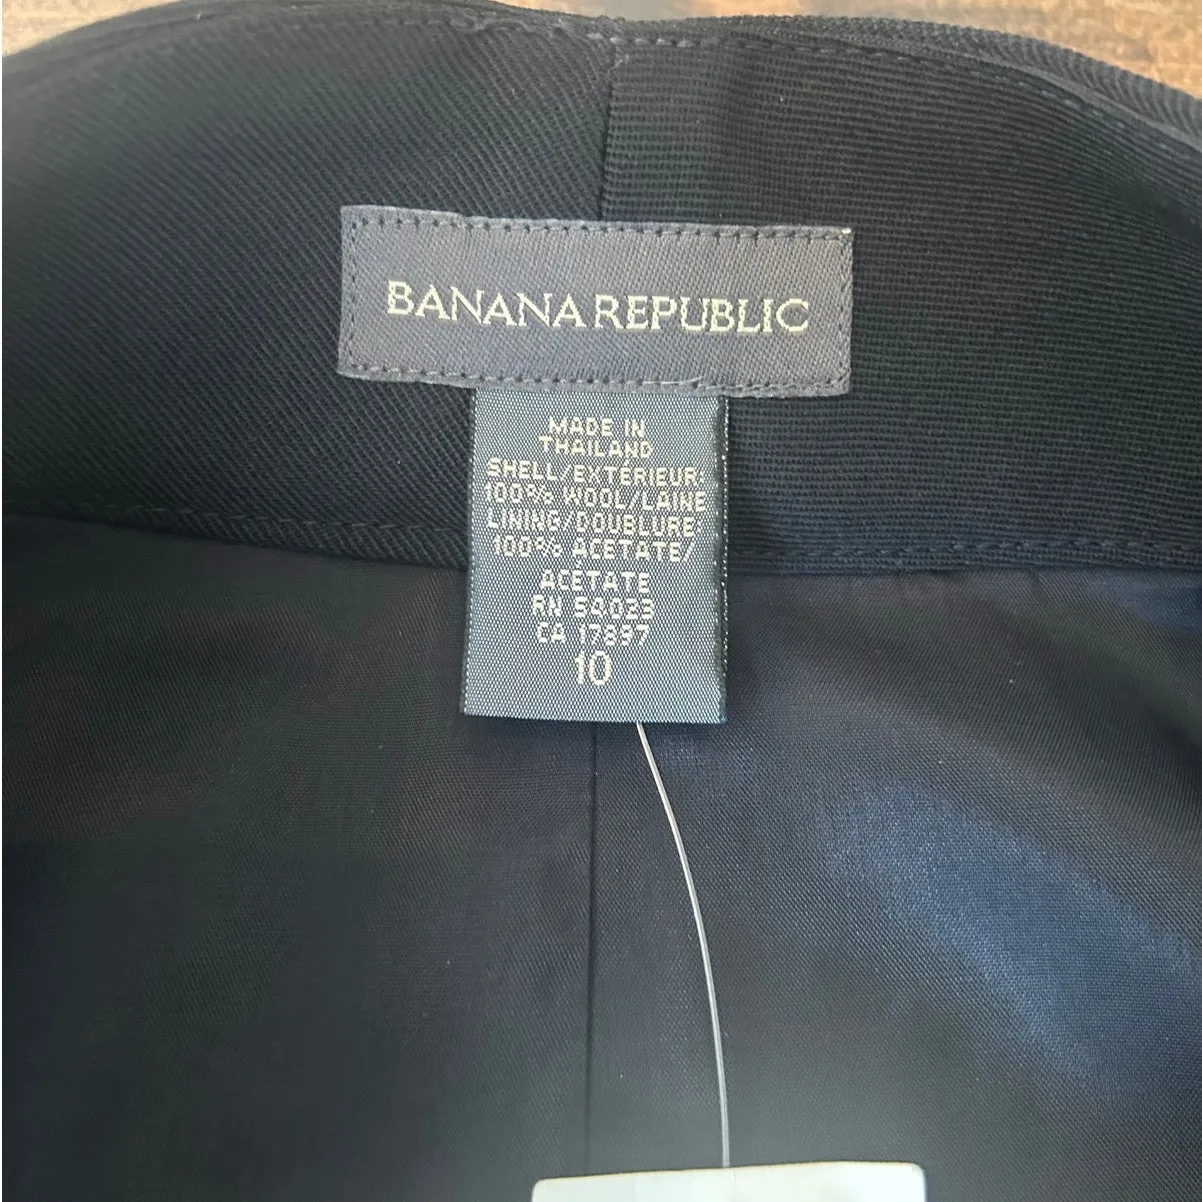 BANANA REPUBLIC
MADE IN
THAILAND
SHELL/EXTÉRIEUR
100% WOOL/LAINE
LINING/DOUBLURE
100% ACETATE/
ACÉTATE
RN 54023
CA 17897
10